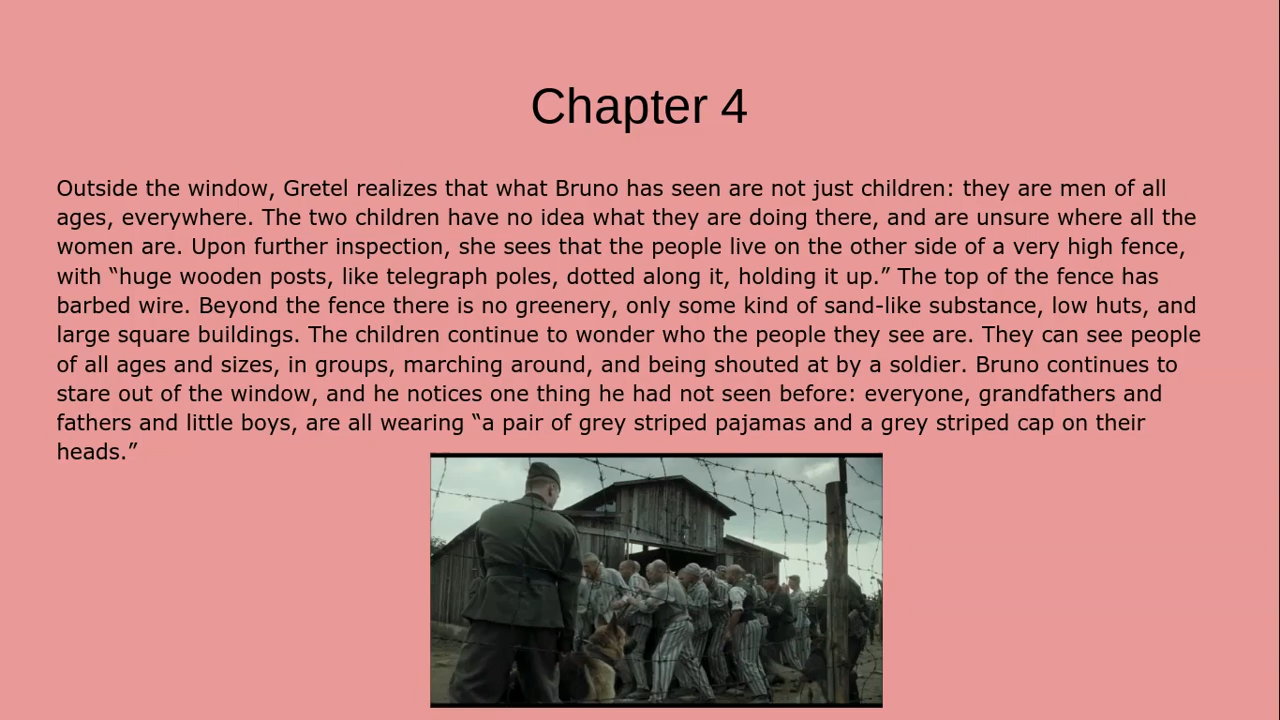 Chapter 4
Outside the window, Gretel realizes that what Bruno has seen are not just children: they are men of all
ages, everywhere. The two children have no idea what they are doing there, and are unsure where all the
women are. Upon further inspection, she sees that the people live on the other side of a very high fence,
with “huge wooden posts, like telegraph poles, dotted along it, holding it up.” The top of the fence has
barbed wire. Beyond the fence there is no greenery, only some kind of sand-like substance, low huts, and
large square buildings. The children continue to wonder who the people they see are. They can see people
of all ages and sizes, in groups, marching around, and being shouted at by a soldier. Bruno continues to
stare out of the window, and he notices one thing he had not seen before: everyone, grandfathers and
fathers and little boys, are all wearing “a pair of grey striped pajamas and a grey striped cap on their
heads.”